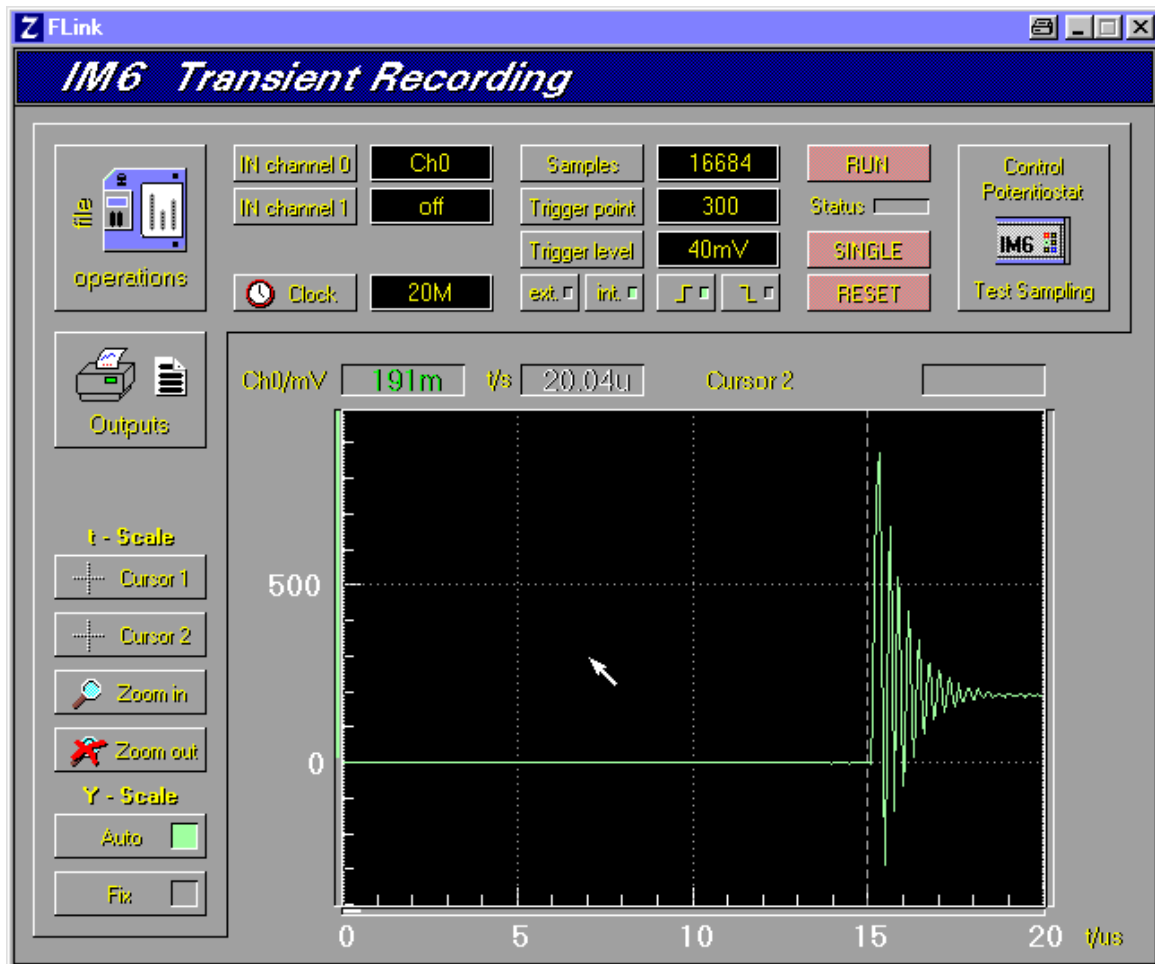 Z FLink
IM6 Transient Recording
file
operations
IN channel 0 Ch0
IN channel 1 off
Clock 20M
Samples 16684
Trigger point 300
Trigger level 40mV
ext. int.
RUN
Status
SINGLE
RESET
Control
Potentiostat
IM6
Test Sampling
Outputs
Ch0/mV 191m t/s 20.04u Cursor 2
t - Scale
Cursor 1
Cursor 2
Zoom in
Zoom out
Y - Scale
Auto
Fix
500
0
0 5 10 15 20 t/us